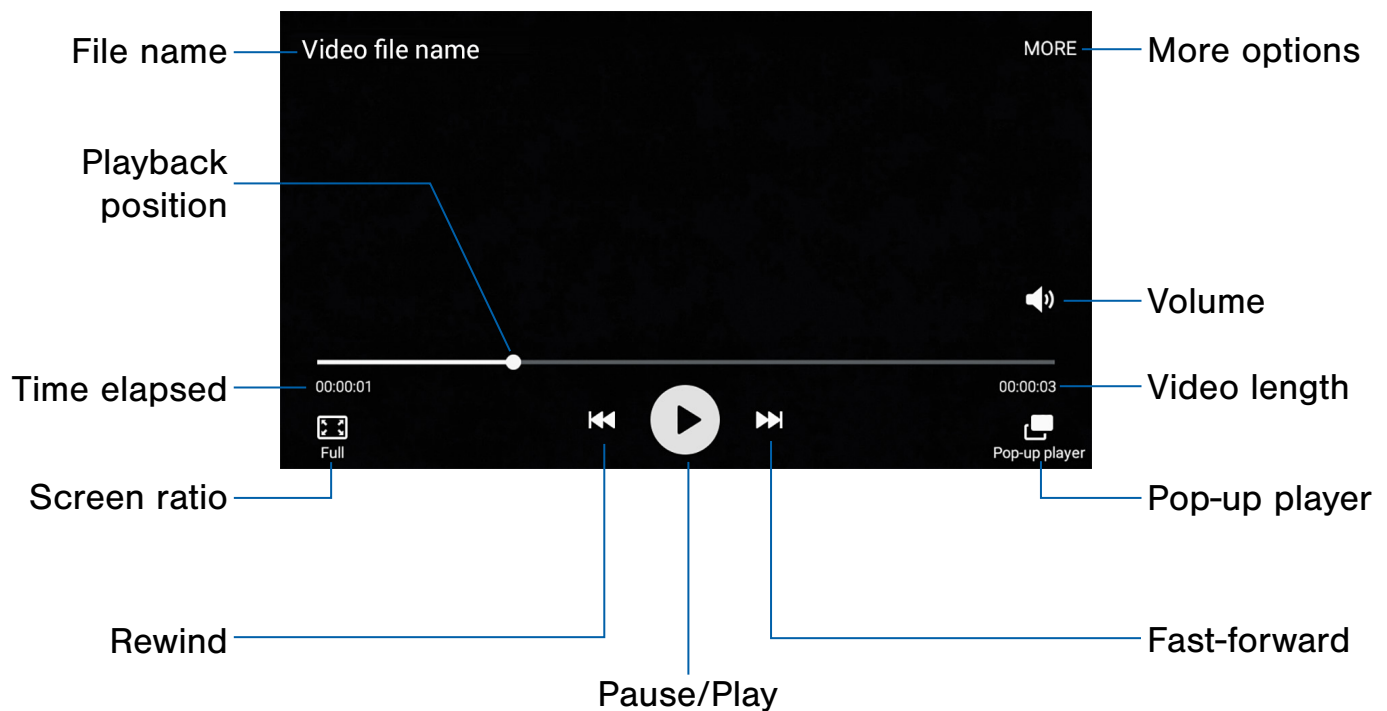 File name
Video file name
MORE
More options
Playback
position
Volume
Time elapsed
00:00:01
00:00:03
Video length
Full
Pop-up player
Screen ratio
Pop-up player
Rewind
Fast-forward
Pause/Play